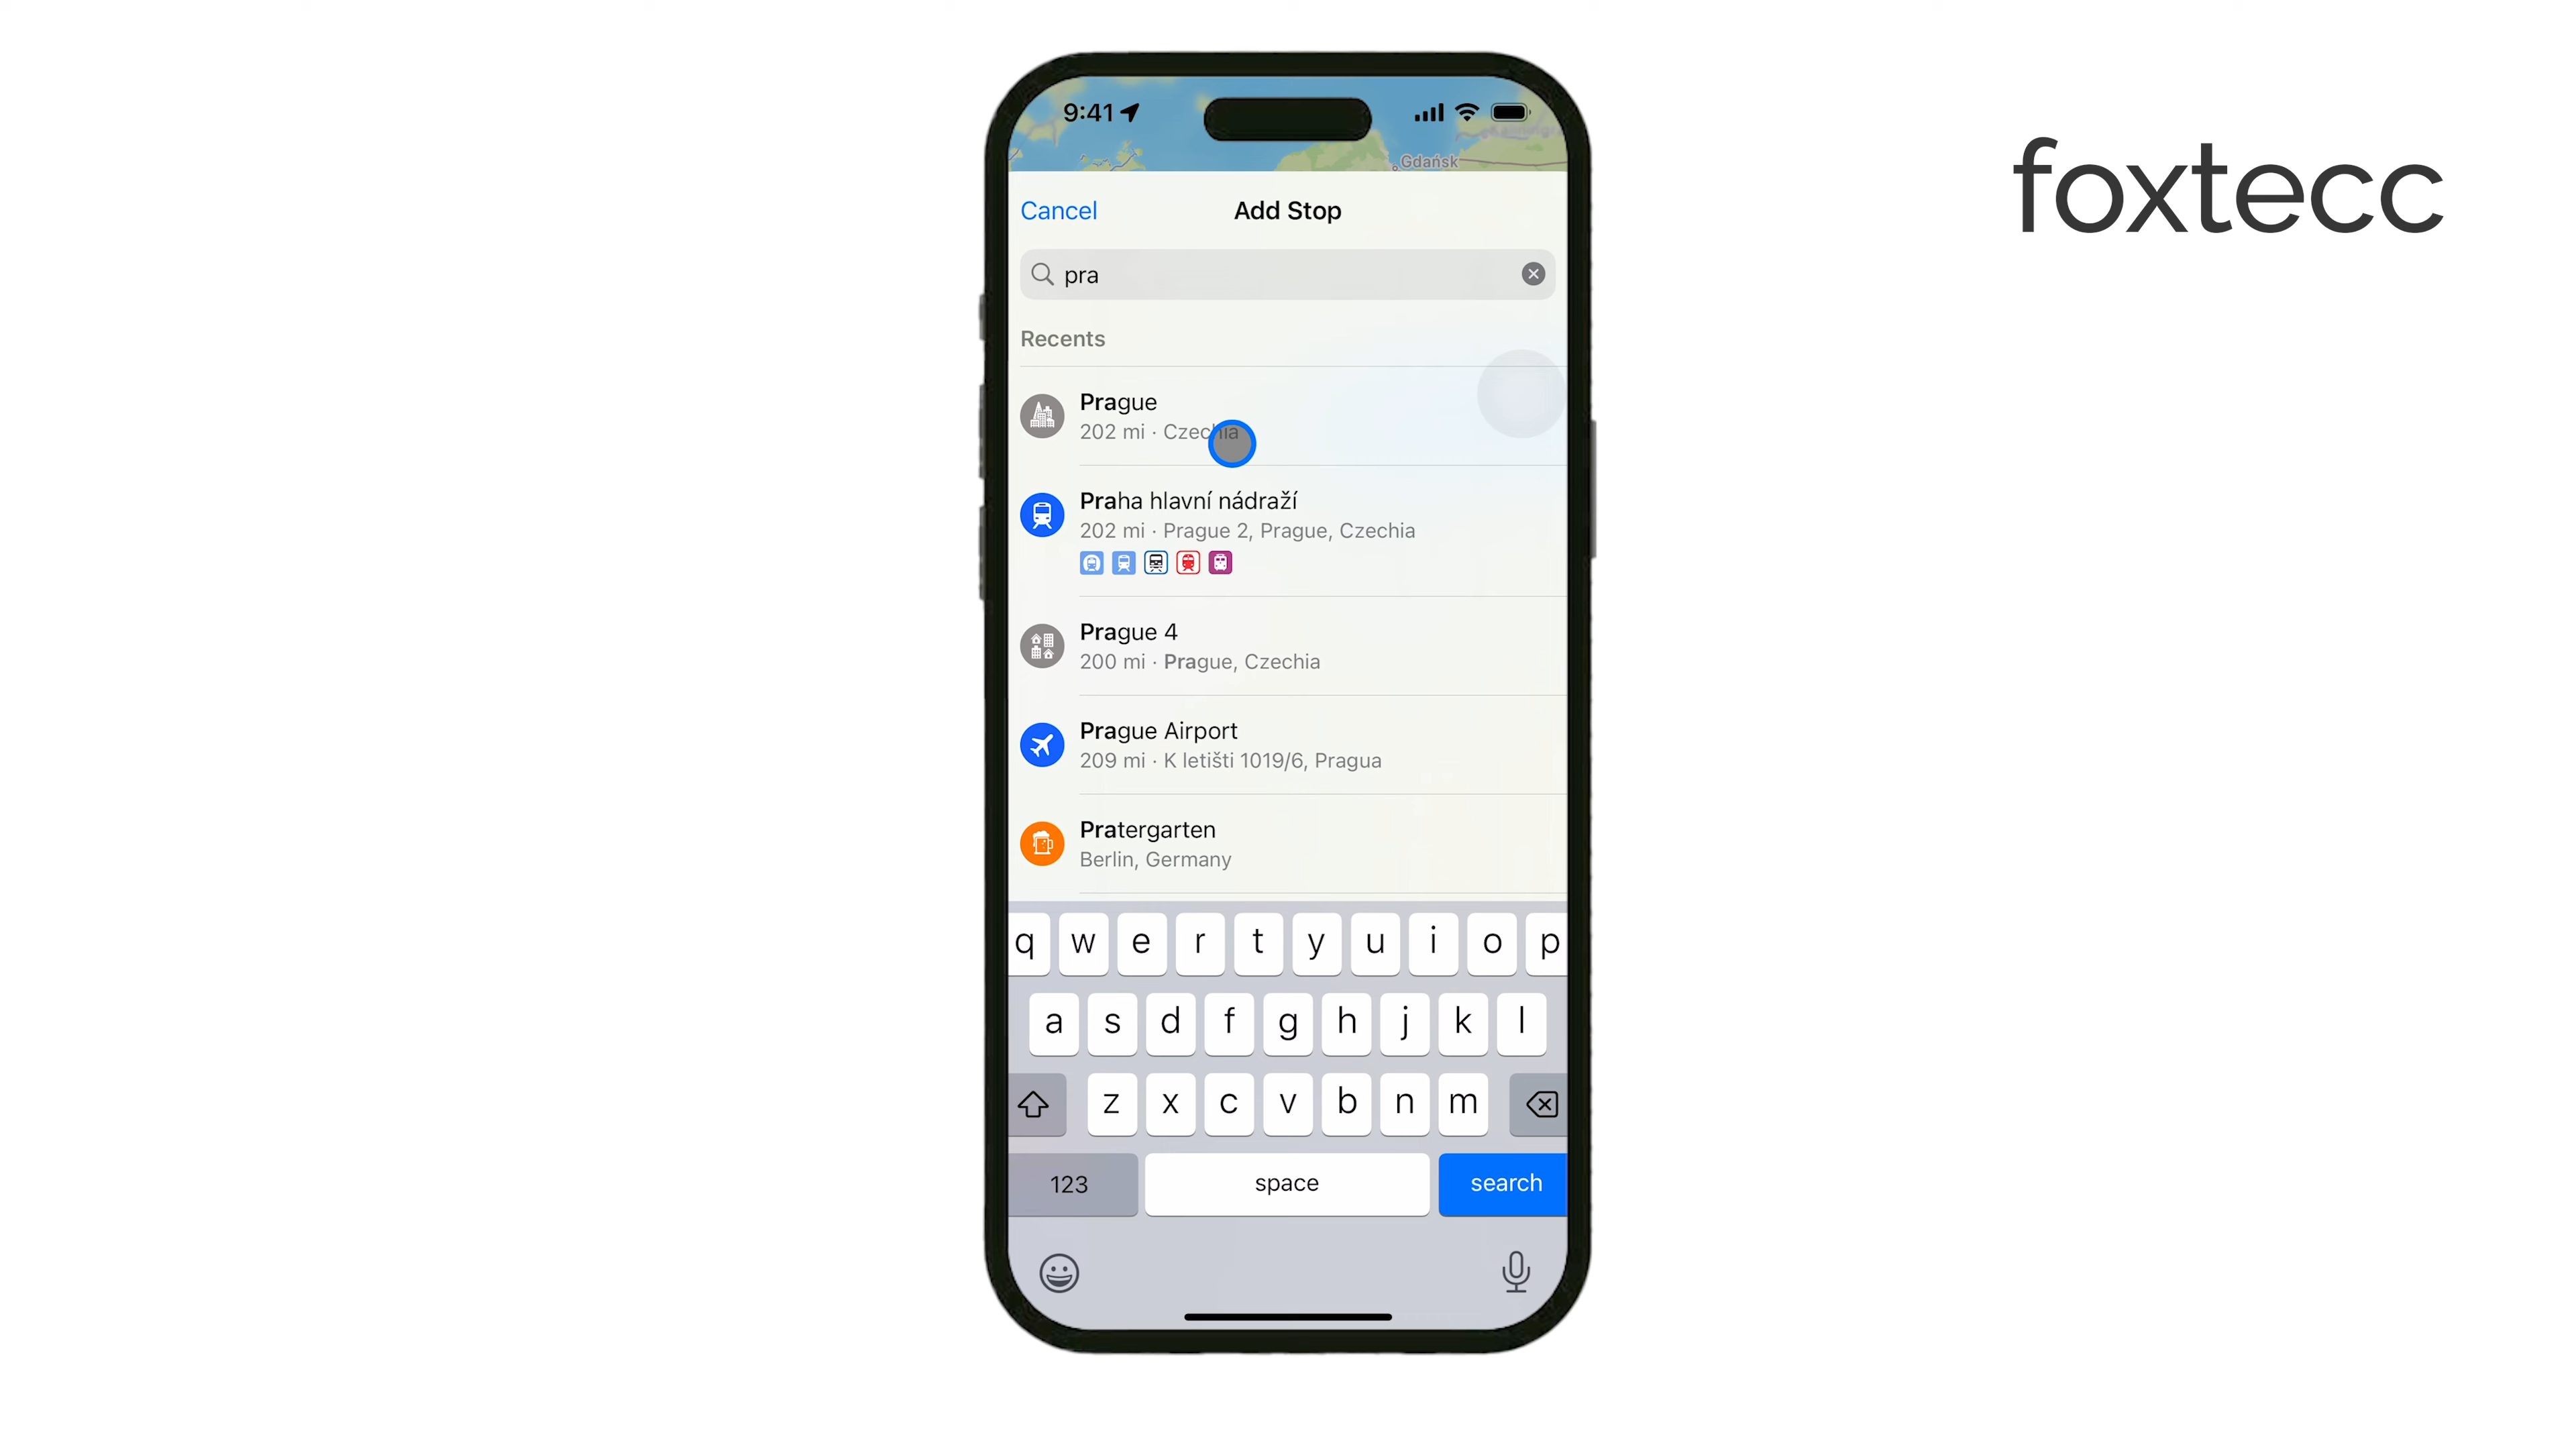 9:41
Gdańsk
foxtecc
Cancel
Add Stop
pra
Recents
Prague
202 mi · Czechia
Praha hlavní nádraží
202 mi · Prague 2, Prague, Czechia
Prague 4
200 mi · Prague, Czechia
Prague Airport
209 mi · K letišti 1019/6, Pragua
Pratergarten
Berlin, Germany
q w e r t y u i o p
a s d f g h j k l
z x c v b n m
123 space search